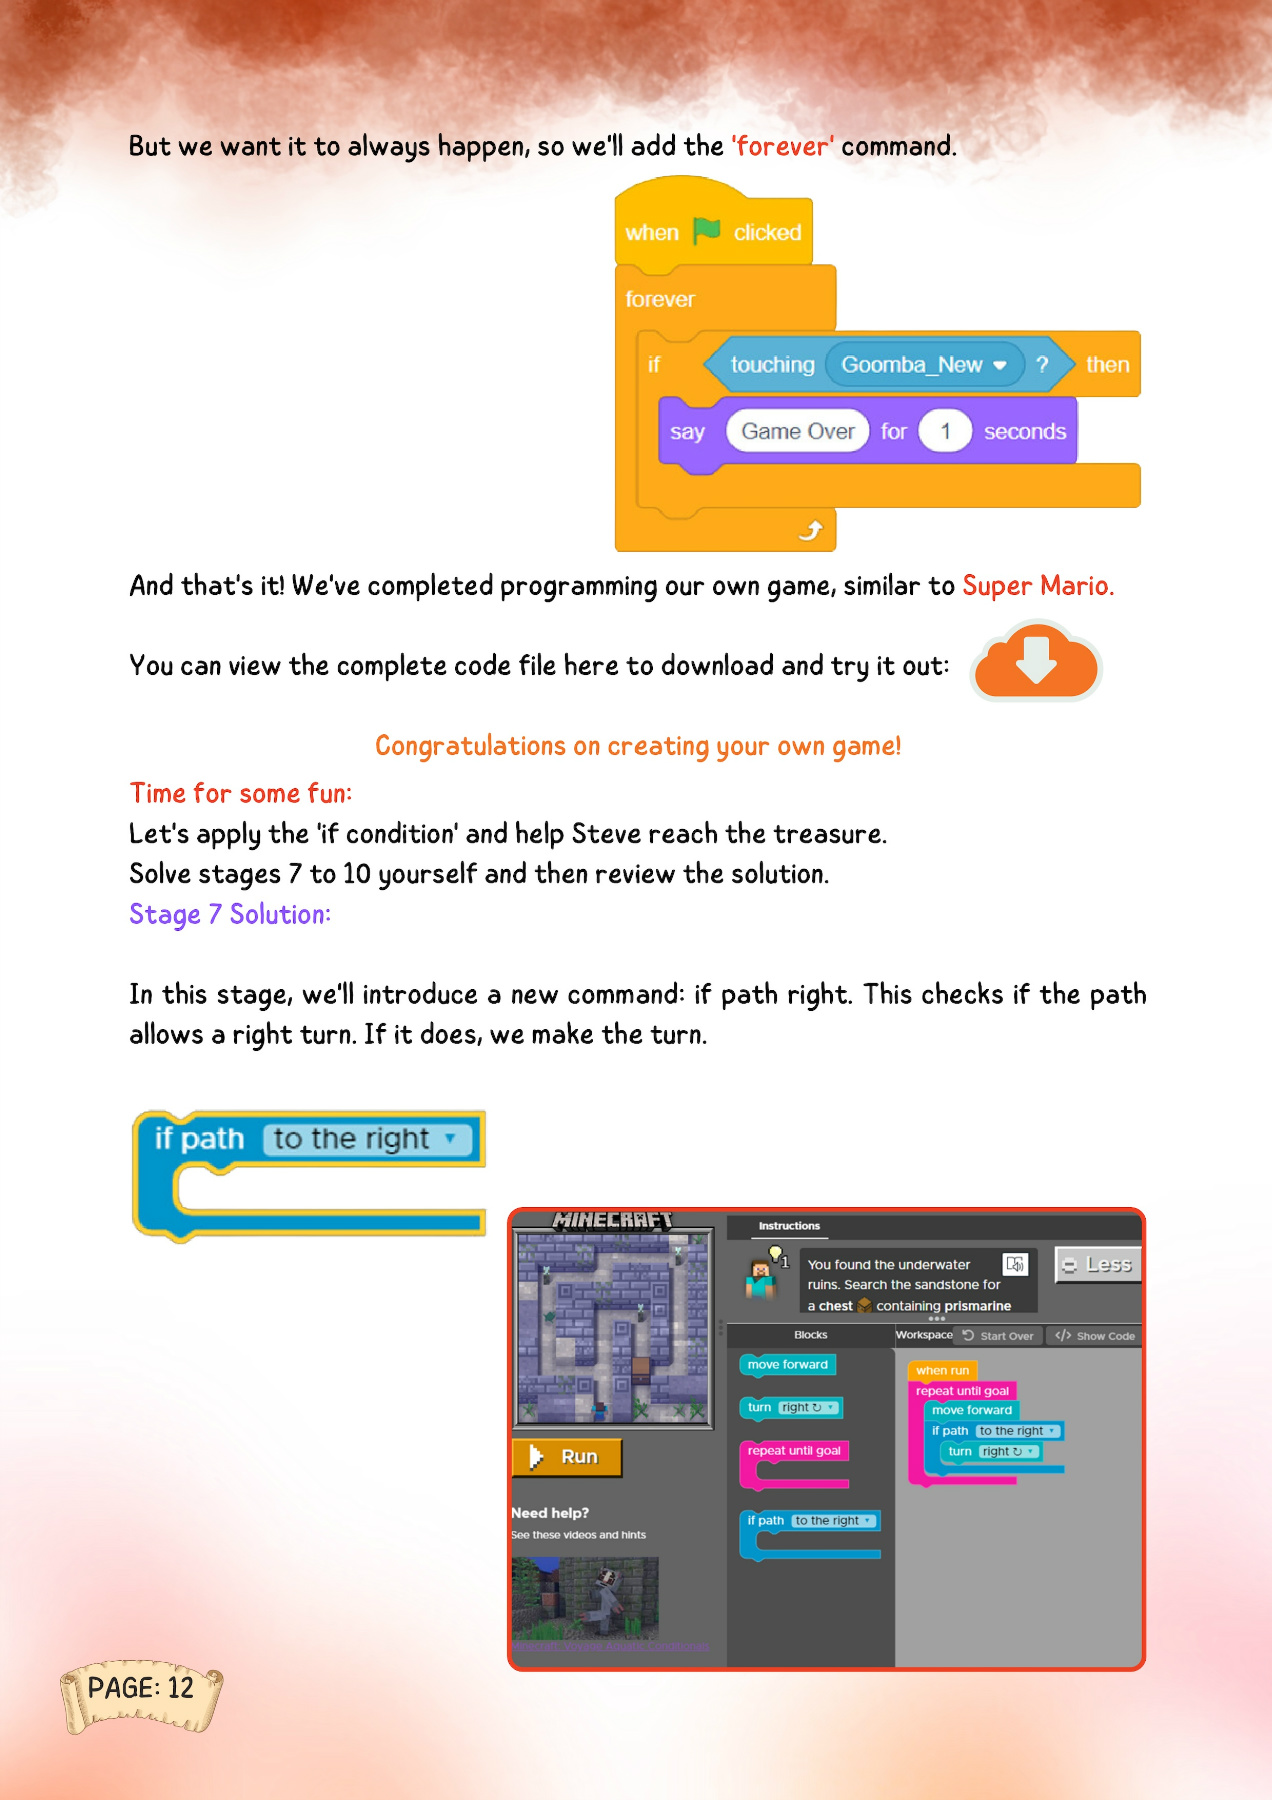 But we want it to always happen, so we'll add the 'forever' command.
when clicked
forever
if touching Goomba_New ? then
say Game Over for 1 seconds
And that's it! We've completed programming our own game, similar to Super Mario.
You can view the complete code file here to download and try it out:
Congratulations on creating your own game!
Time for some fun:
Let's apply the 'if condition' and help Steve reach the treasure.
Solve stages 7 to 10 yourself and then review the solution.
Stage 7 Solution:
In this stage, we'll introduce a new command: if path right. This checks if the path
allows a right turn. If it does, we make the turn.
if path to the right
MINECRAFT
Instructions
1
You found the underwater
ruins. Search the sandstone for
a chest containing prismarine
Less
Blocks
Workspace
Start Over
</> Show Code
move forward
turn right
repeat until goal
if path to the right
when run
repeat until goal
move forward
if path to the right
turn right
Run
Need help?
See these videos and hints
PAGE: 12